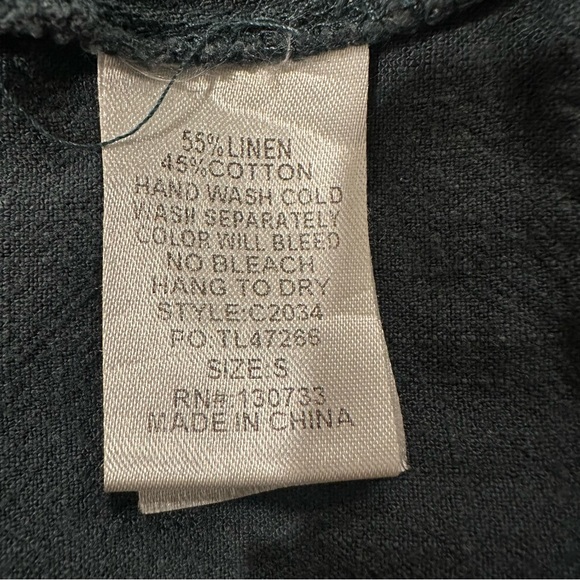 55%LINEN
45%COTTON
HAND WASH COLD
WASH SEPARATELY
COLOR WILL BLEED
NO BLEACH
HANG TO DRY
STYLE:C2034
PO:TL47266
SIZE:S
RN# 130733
MADE IN CHINA